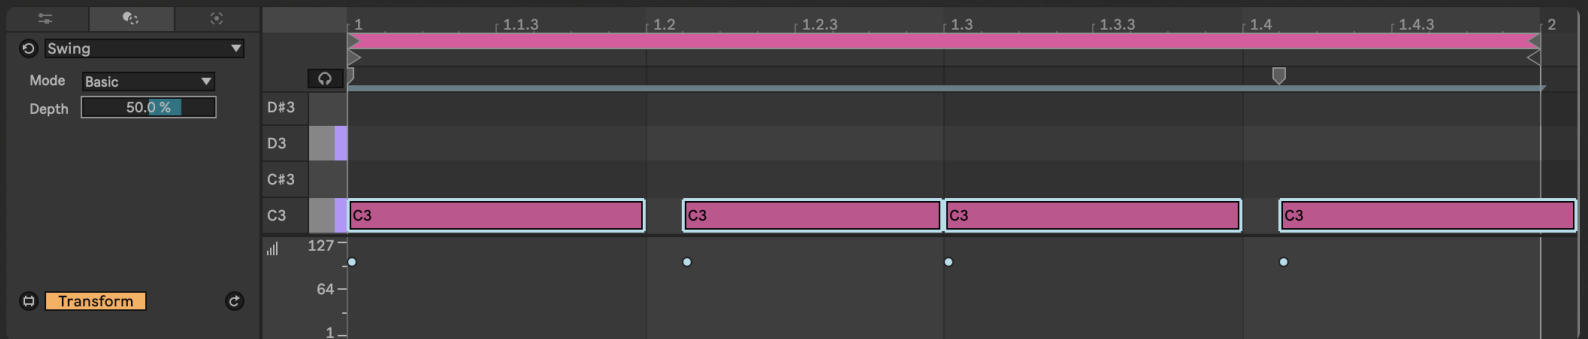 1 1.1.3 1.2 1.2.3 1.3 1.3.3 1.4 1.4.3 2
Swing
Mode Basic
Depth 50.0 %
D#3
D3
C#3
C3 C3 C3 C3 C3
127
64
1
Transform